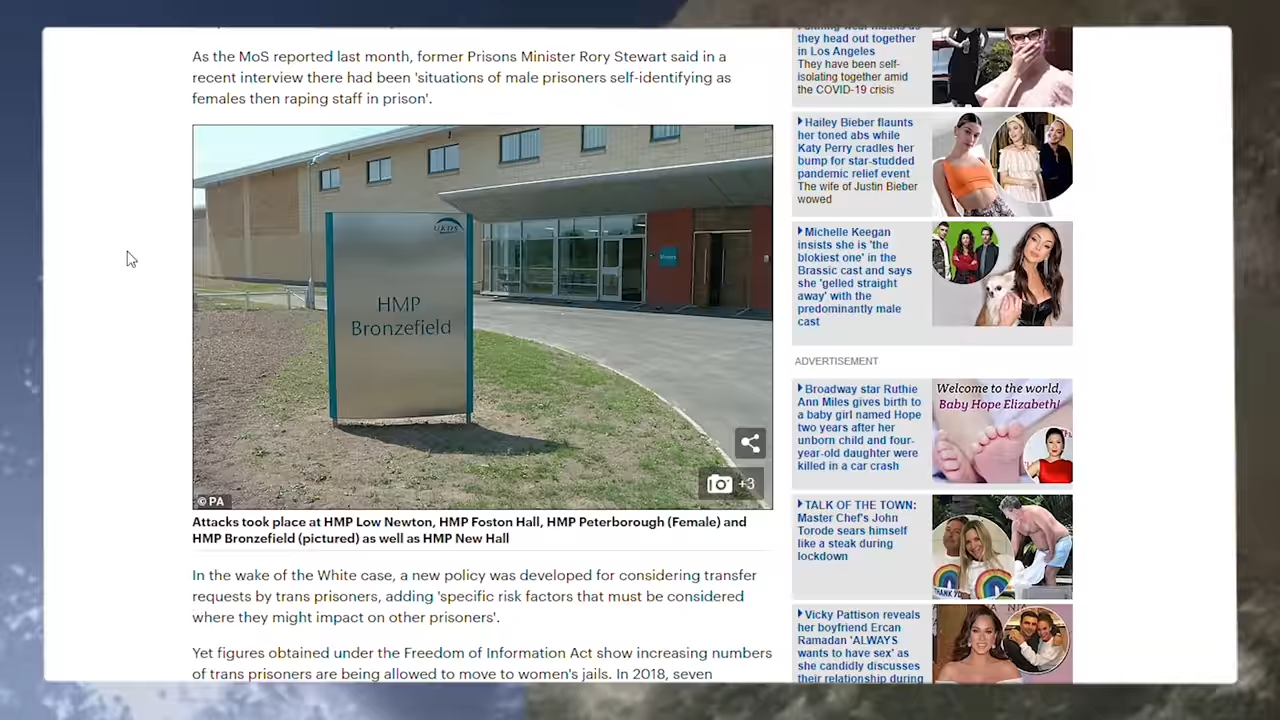 As the MoS reported last month, former Prisons Minister Rory Stewart said in a
recent interview there had been 'situations of male prisoners self-identifying as
females then raping staff in prison'.
UKDS
HMP
Bronzefield
+3
© PA
Attacks took place at HMP Low Newton, HMP Foston Hall, HMP Peterborough (Female) and
HMP Bronzefield (pictured) as well as HMP New Hall
In the wake of the White case, a new policy was developed for considering transfer
requests by trans prisoners, adding 'specific risk factors that must be considered
where they might impact on other prisoners'.
Yet figures obtained under the Freedom of Information Act show increasing numbers
of trans prisoners are being allowed to move to women's jails. In 2018, seven
they head out together
in Los Angeles
They have been self-
isolating together amid
the COVID-19 crisis
Hailey Bieber flaunts
her toned abs while
Katy Perry cradles her
bump for star-studded
pandemic relief event
The wife of Justin Bieber
wowed
Michelle Keegan
insists she is 'the
blokiest one' in the
Brassic cast and says
she 'gelled straight
away' with the
predominantly male
cast
ADVERTISEMENT
Broadway star Ruthie
Ann Miles gives birth to
a baby girl named Hope
two years after her
unborn child and four-
year-old daughter were
killed in a car crash
Welcome to the world,
Baby Hope Elizabeth!
TALK OF THE TOWN:
Master Chef's John
Torode sears himself
like a steak during
lockdown
THANK YOU
Vicky Pattison reveals
her boyfriend Ercan
Ramadan 'ALWAYS
wants to have sex' as
she candidly discusses
their relationship during